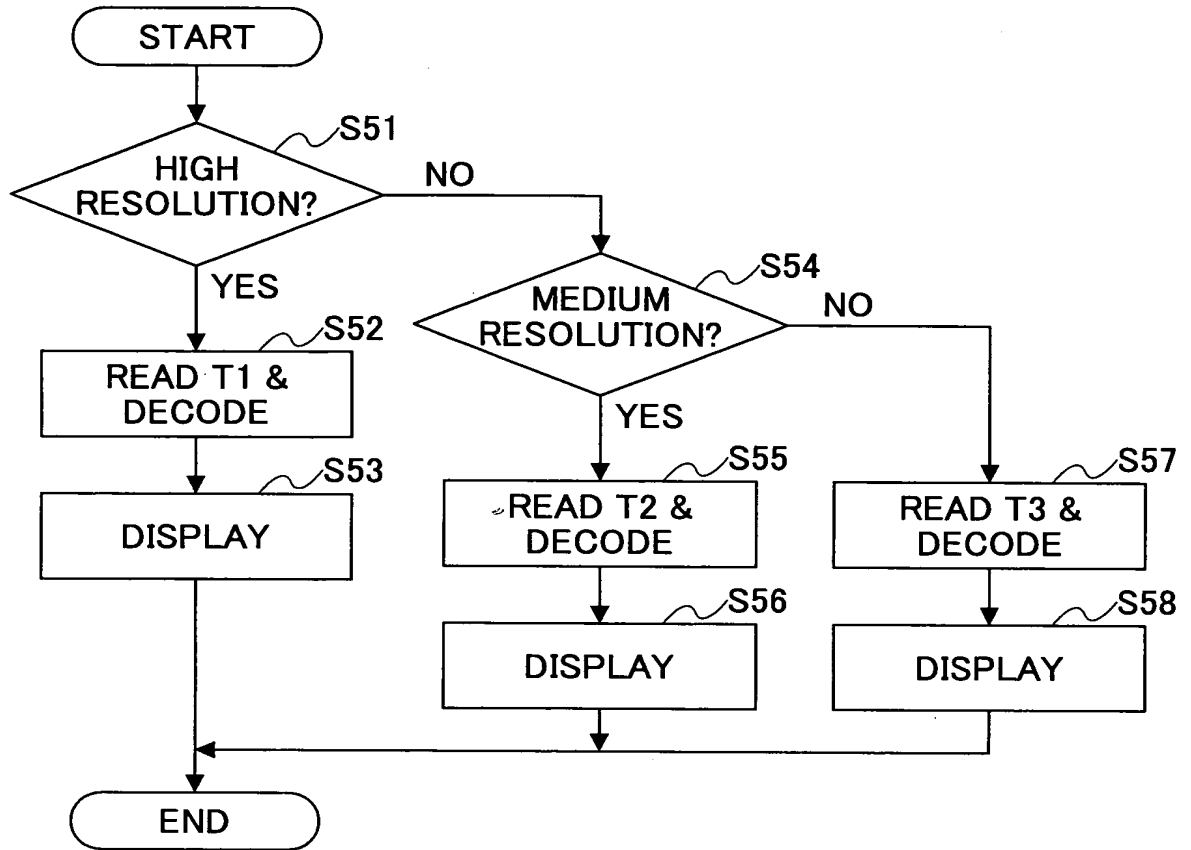 START
S51
HIGH
RESOLUTION?
NO
YES
S54
MEDIUM
RESOLUTION?
NO
YES
S52
READ T1 &
DECODE
S53
DISPLAY
S55
READ T2 &
DECODE
S56
DISPLAY
S57
READ T3 &
DECODE
S58
DISPLAY
END